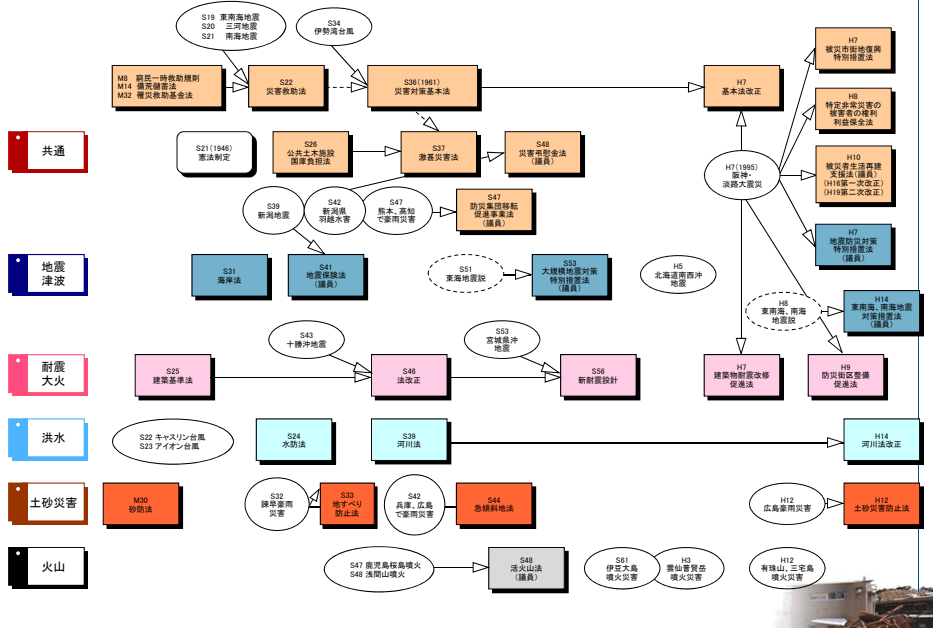 S19 東南海地震
S20 三河地震
S21 南海地震
S34
伊勢湾台風
M8 窮民一時救助規則
M14 備荒儲蓄法
M32 罹災救助基金法
S22
災害救助法
S36(1961)
災害対策基本法
H7
基本法改正
H7
被災市街地復興
特別措置法
H8
特定非常災害の
被害者の権利
利益保全法
共通
S21(1946)
憲法制定
S26
公共土木施設
国庫負担法
S37
激甚災害法
S48
災害弔慰金法
(議員)
H7(1995)
阪神・
淡路大震災
H10
被災者生活再建
支援法(議員)
(H16第一次改正)
(H19第二次改正)
S39
新潟地震
S42
新潟県
羽越水害
S47
熊本、高知
で豪雨災害
S47
防災集団移転
促進事業法
(議員)
H7
地震防災対策
特別措置法
(議員)
地震
津波
S31
海岸法
S41
地震保険法
(議員)
S51
東海地震説
S53
大規模地震対策
特別措置法
(議員)
H5
北海道南西沖
地震
H8
東南海、南海
地震説
H14
東南海、南海地震
対策措置法
(議員)
耐震
大火
S43
十勝沖地震
S53
宮城県沖
地震
S25
建築基準法
S46
法改正
S56
新耐震設計
H7
建築物耐震改修
促進法
H9
防災街区整備
促進法
洪水
S22 キャスリン台風
S23 アイオン台風
S24
水防法
S39
河川法
H14
河川法改正
土砂災害
M30
砂防法
S32
諫早豪雨
災害
S33
地すべり
防止法
S42
兵庫、広島
で豪雨災害
S44
急傾斜地法
H12
広島豪雨災害
H12
土砂災害防止法
火山
S47 鹿児島桜島噴火
S48 浅間山噴火
S48
活火山法
(議員)
S61
伊豆大島
噴火災害
H3
雲仙普賢岳
噴火災害
H12
有珠山、三宅島
噴火災害